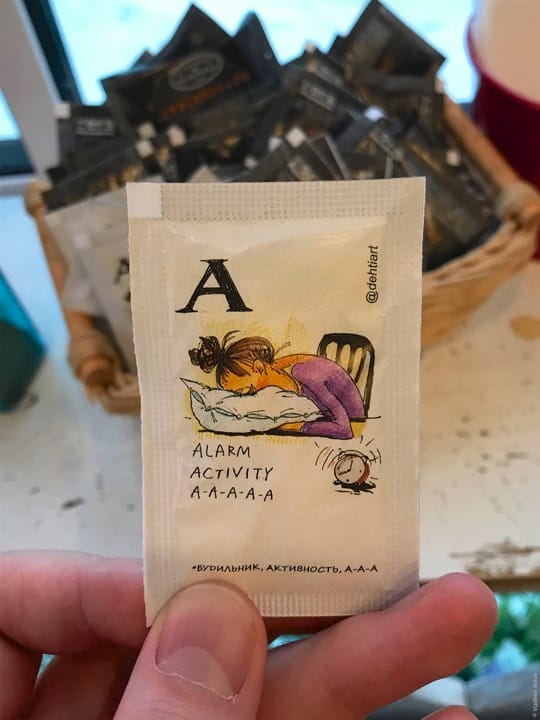 A
@dehtiart
ALARM
ACTIVITY
A-A-A-A-A
*БУДИЛЬНИК, АКТИВНОСТЬ, А-А-А